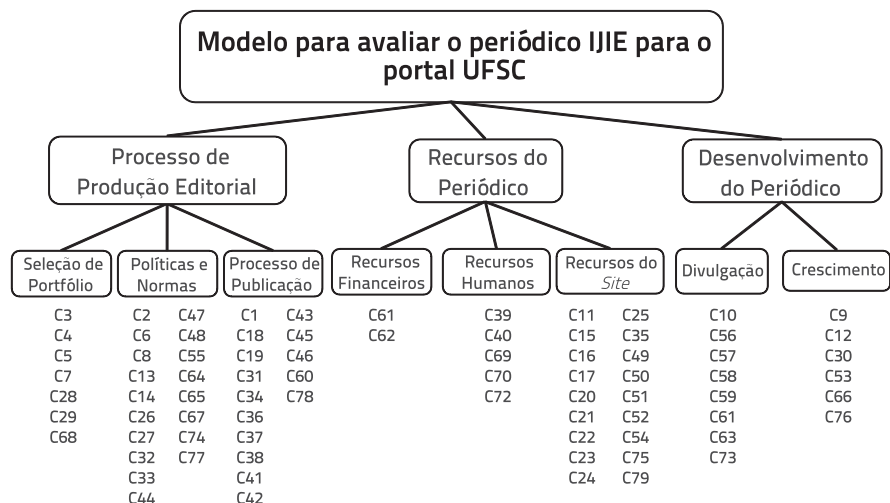 Modelo para avaliar o periódico IJIE para o
portal UFSC
Processo de
Produção Editorial
Recursos do
Periódico
Desenvolvimento
do Periódico
Seleção de
Portfólio
Políticas e
Normas
Processo de
Publicação
Recursos
Financeiros
Recursos
Humanos
Recursos do
Site
Divulgação
Crescimento
C3
C4
C5
C7
C28
C29
C68
C2
C6
C8
C13
C14
C26
C27
C32
C33
C44
C47
C48
C55
C64
C65
C67
C74
C77
C1
C18
C19
C31
C34
C36
C37
C38
C41
C42
C43
C45
C46
C60
C78
C61
C62
C39
C40
C69
C70
C72
C11
C15
C16
C17
C20
C21
C22
C23
C24
C25
C35
C49
C50
C51
C52
C54
C75
C79
C10
C56
C57
C58
C59
C61
C63
C73
C9
C12
C30
C53
C66
C76